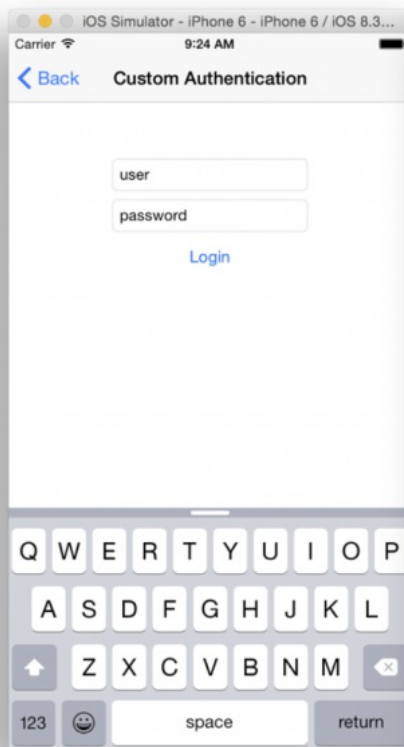 iOS Simulator - iPhone 6 - iPhone 6 / iOS 8.3...
Carrier 9:24 AM
Back Custom Authentication
user
password
Login
Q W E R T Y U I O P
A S D F G H J K L
Z X C V B N M
123 space return